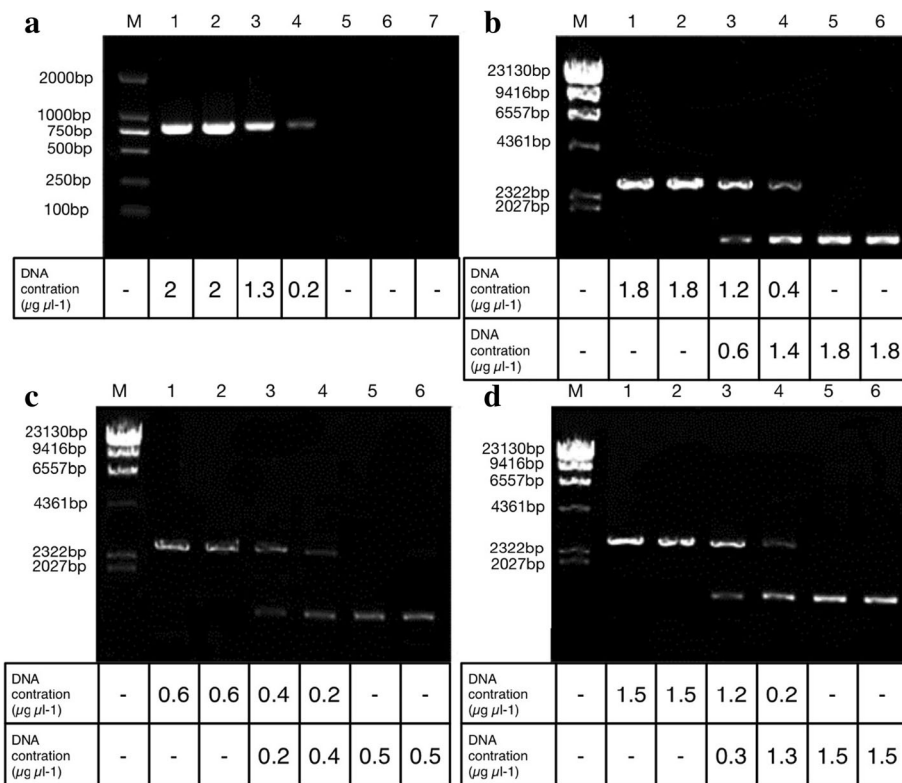 a
M 1 2 3 4 5 6 7
2000bp
1000bp
750bp
500bp
250bp
100bp
DNA
contration
(µg µl-1)
- 2 2 1.3 0.2 - - -
b
M 1 2 3 4 5 6
23130bp
9416bp
6557bp
4361bp
2322bp
2027bp
DNA
contration
(µg µl-1)
- 1.8 1.8 1.2 0.4 - -
DNA
contration
(µg µl-1)
- - - 0.6 1.4 1.8 1.8
c
M 1 2 3 4 5 6
23130bp
9416bp
6557bp
4361bp
2322bp
2027bp
DNA
contration
(µg µl-1)
- 0.6 0.6 0.4 0.2 - -
DNA
contration
(µg µl-1)
- - - 0.2 0.4 0.5 0.5
d
M 1 2 3 4 5 6
23130bp
9416bp
6557bp
4361bp
2322bp
2027bp
DNA
contration
(µg µl-1)
- 1.5 1.5 1.2 0.2 - -
DNA
contration
(µg µl-1)
- - - 0.3 1.3 1.5 1.5